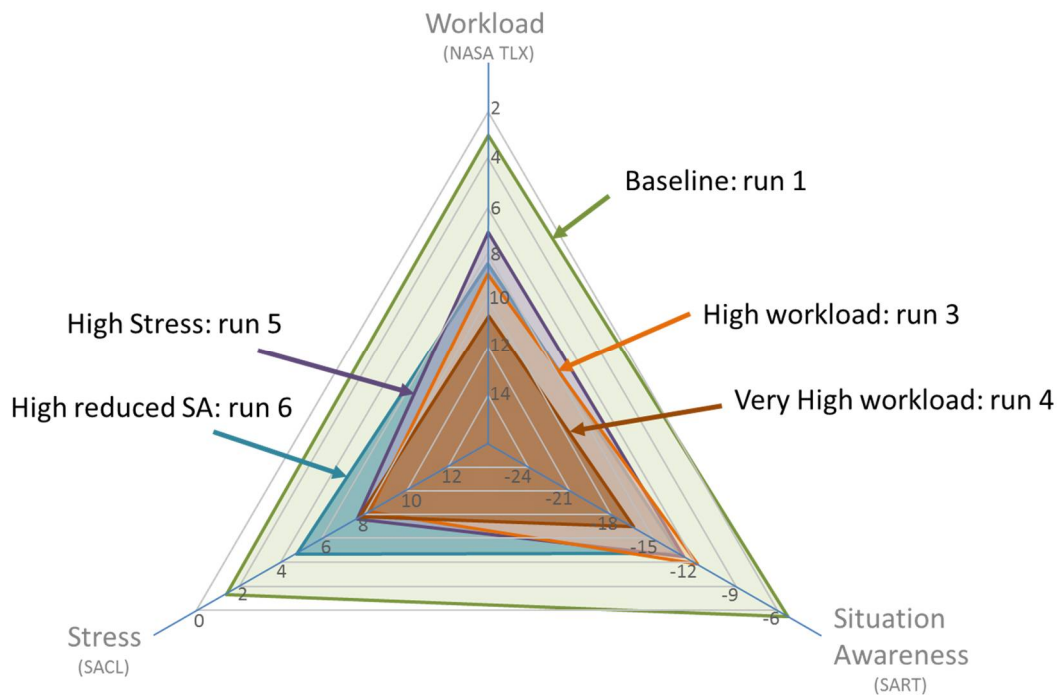 Workload
(NASA TLX)
2
4
6
8
10
12
14
Baseline: run 1
High Stress: run 5
High workload: run 3
High reduced SA: run 6
Very High workload: run 4
12
10
8
6
4
2
0
-24
-21
18
-15
-12
-9
-6
Stress
(SACL)
Situation
Awareness
(SART)